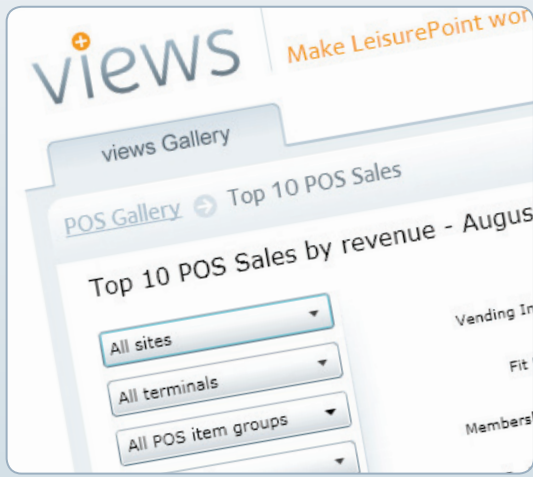 views
Make LeisurePoint wor
views Gallery
POS Gallery Top 10 POS Sales
Top 10 POS Sales by revenue - Augus
All sites
All terminals
All POS item groups
Vending In
Fit
Membersh